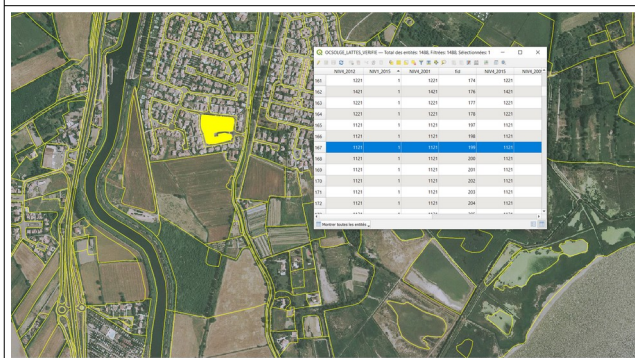 OCSOLGE_LATTES_VERIFIE — Total des entités: 1488, Filtrées: 1488, Sélectionnées: 1
NIV4_2012 NIV1_2015 NIV4_2001 fid NIV4_2015
161 1221 1 1221 174 1221
162 1421 1 1421 176 1421
163 1221 1 1221 177 1221
164 1221 1 1221 178 1221
165 1121 1 1121 197 1121
166 1121 1 1121 198 1121
167 1121 1 1121 199 1121
168 1121 1 1121 200 1121
169 1121 1 1121 201 1121
170 1121 1 1121 202 1121
171 1121 1 1121 203 1121
172 1121 1 1121 204 1121
Montrer toutes les entités